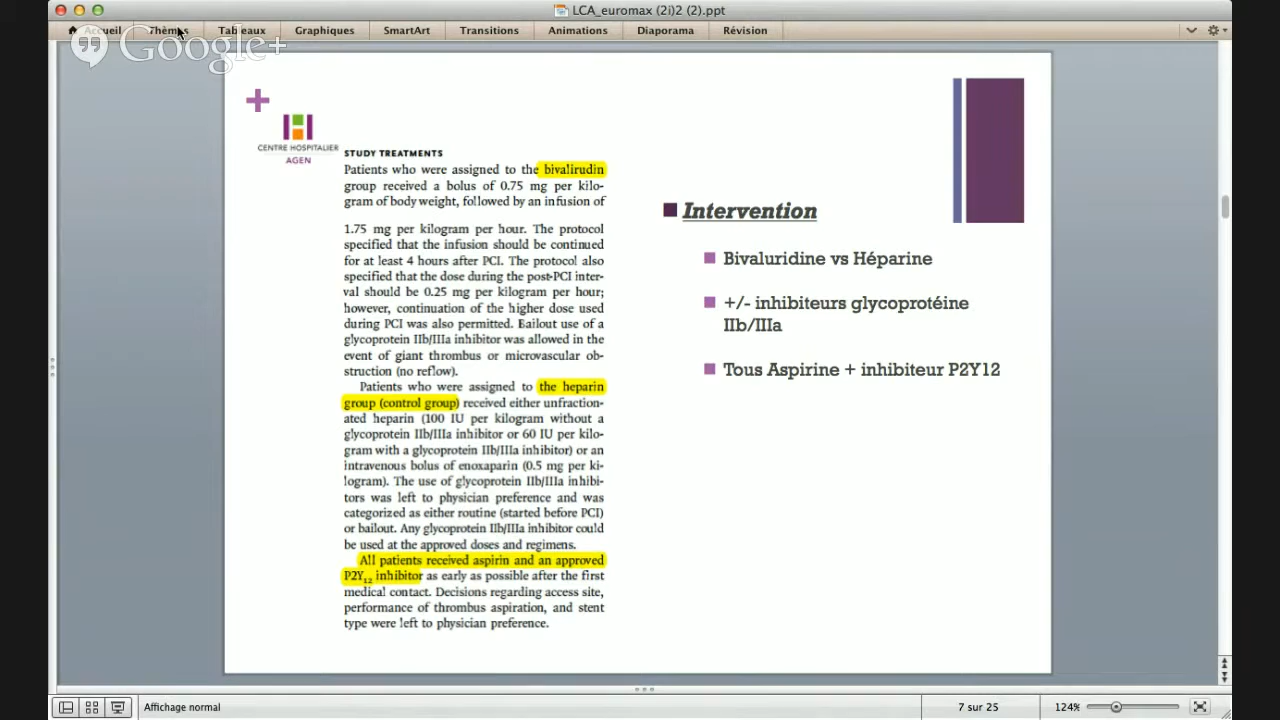 LCA_euromax (2i)2 (2).ppt
Accueil
Thèmes
Tableaux
Graphiques
SmartArt
Transitions
Animations
Diaporama
Révision
Google+
CENTRE HOSPITALIER
AGEN
STUDY TREATMENTS
Patients who were assigned to the bivalirudin
group received a bolus of 0.75 mg per kilo-
gram of body weight, followed by an infusion of
1.75 mg per kilogram per hour. The protocol
specified that the infusion should be continued
for at least 4 hours after PCI. The protocol also
specified that the dose during the post-PCI inter-
val should be 0.25 mg per kilogram per hour;
however, continuation of the higher dose used
during PCI was also permitted. Bailout use of a
glycoprotein IIb/IIIa inhibitor was allowed in the
event of giant thrombus or microvascular ob-
struction (no reflow).
Patients who were assigned to the heparin
group (control group) received either unfraction-
ated heparin (100 IU per kilogram without a
glycoprotein IIb/IIIa inhibitor or 60 IU per kilo-
gram with a glycoprotein IIb/IIIa inhibitor) or an
intravenous bolus of enoxaparin (0.5 mg per ki-
logram). The use of glycoprotein IIb/IIIa inhibi-
tors was left to physician preference and was
categorized as either routine (started before PCI)
or bailout. Any glycoprotein IIb/IIIa inhibitor could
be used at the approved doses and regimens.
All patients received aspirin and an approved
P2Y12 inhibitor as early as possible after the first
medical contact. Decisions regarding access site,
performance of thrombus aspiration, and stent
type were left to physician preference.
Intervention
Bivaluridine vs Héparine
+/- inhibiteurs glycoprotéine
IIb/IIIa
Tous Aspirine + inhibiteur P2Y12
Affichage normal
7 sur 25
124%